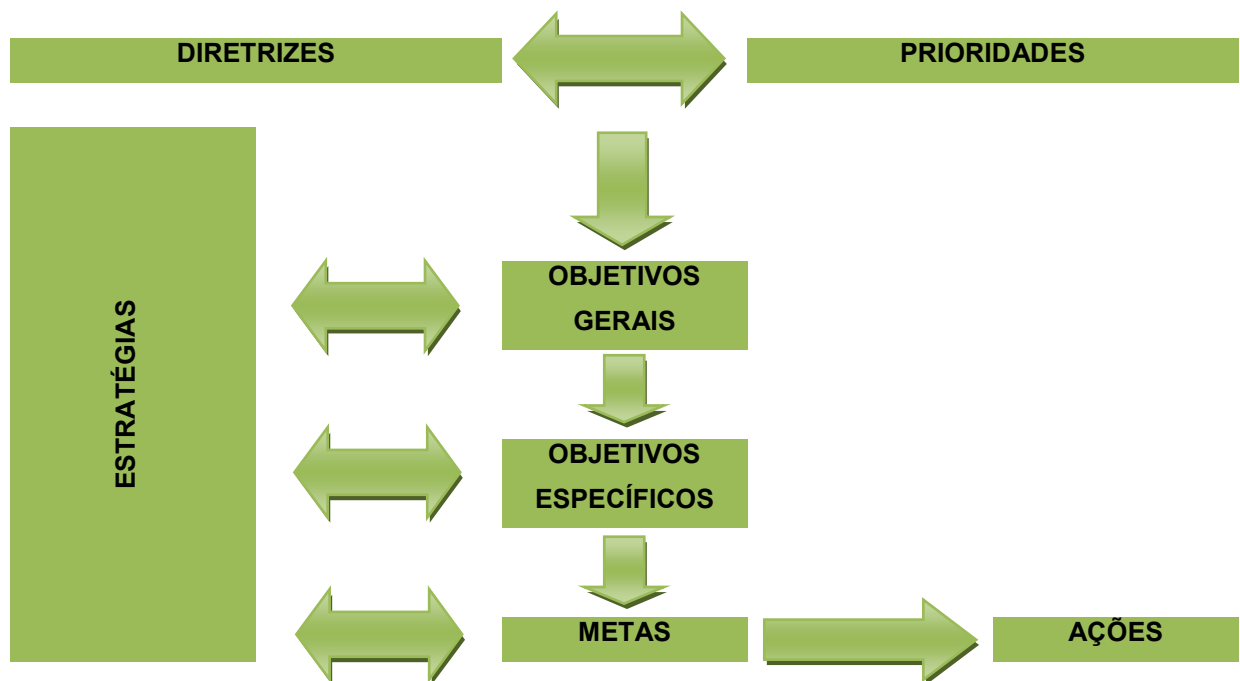 DIRETRIZES
PRIORIDADES
ESTRATÉGIAS
OBJETIVOS
GERAIS
OBJETIVOS
ESPECÍFICOS
METAS
AÇÕES